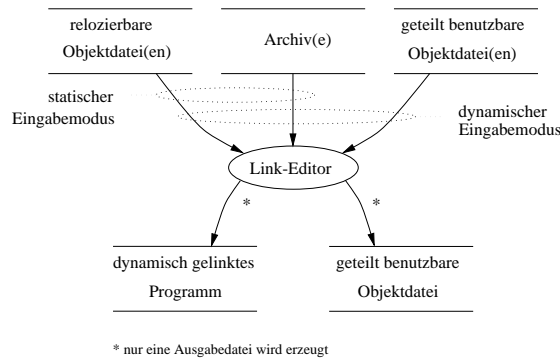 relozierbare
Objektdatei(en)
Archiv(e)
geteilt benutzbare
Objektdatei(en)
statischer
Eingabemodus
dynamischer
Eingabemodus
Link-Editor
*
*
dynamisch gelinktes
Programm
geteilt benutzbare
Objektdatei
* nur eine Ausgabedatei wird erzeugt